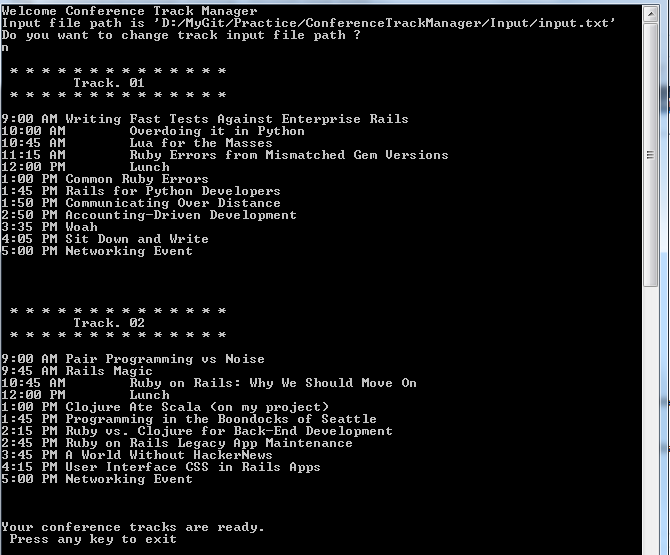 Welcome Conference Track Manager
Input file path is 'D:/MyGit/Practice/ConferenceTrackManager/Input/input.txt'
Do you want to change track input file path ?
n
* * * * * * * * * * * * * *
Track. 01
* * * * * * * * * * * * * *
9:00 AM Writing Fast Tests Against Enterprise Rails
10:00 AM Overdoing it in Python
10:45 AM Lua for the Masses
11:15 AM Ruby Errors from Mismatched Gem Versions
12:00 PM Lunch
1:00 PM Common Ruby Errors
1:45 PM Rails for Python Developers
1:50 PM Communicating Over Distance
2:50 PM Accounting-Driven Development
3:35 PM Woah
4:05 PM Sit Down and Write
5:00 PM Networking Event
* * * * * * * * * * * * * *
Track. 02
* * * * * * * * * * * * * *
9:00 AM Pair Programming vs Noise
9:45 AM Rails Magic
10:45 AM Ruby on Rails: Why We Should Move On
12:00 PM Lunch
1:00 PM Clojure Ate Scala (on my project)
1:45 PM Programming in the Boondocks of Seattle
2:15 PM Ruby vs. Clojure for Back-End Development
2:45 PM Ruby on Rails Legacy App Maintenance
3:45 PM A World Without HackerNews
4:15 PM User Interface CSS in Rails Apps
5:00 PM Networking Event
Your conference tracks are ready.
Press any key to exit